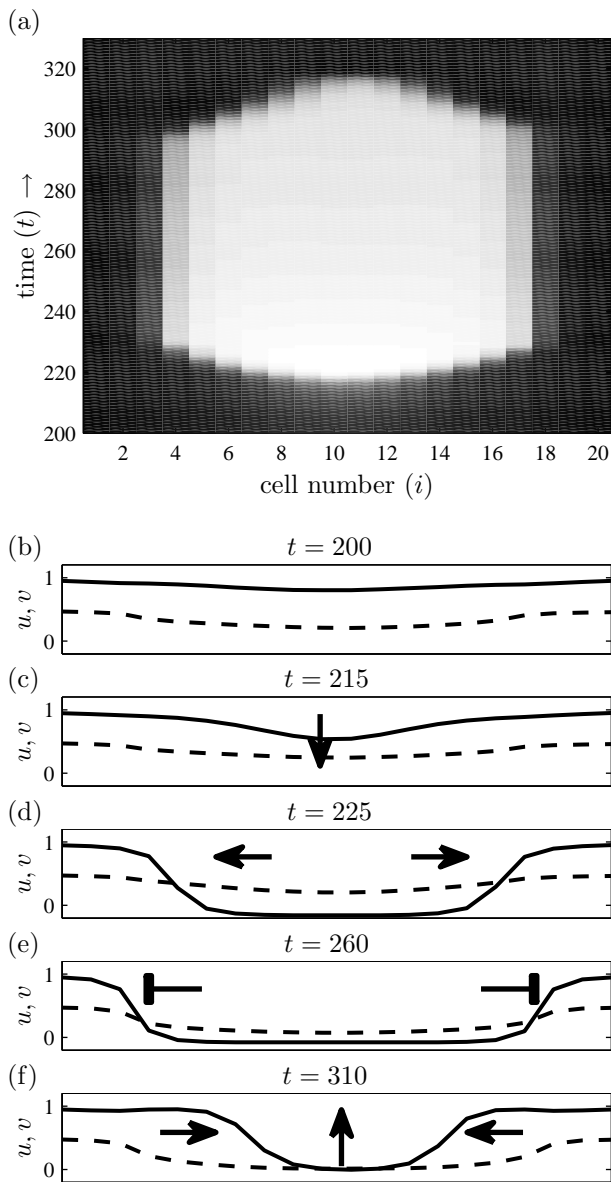 (a)
320
300
280
260
240
220
200
time (t) →
2 4 6 8 10 12 14 16 18 20
cell number (i)
(b) t = 200
1
0
u, v
(c) t = 215
1
0
u, v
(d) t = 225
1
0
u, v
(e) t = 260
1
0
u, v
(f) t = 310
1
0
u, v